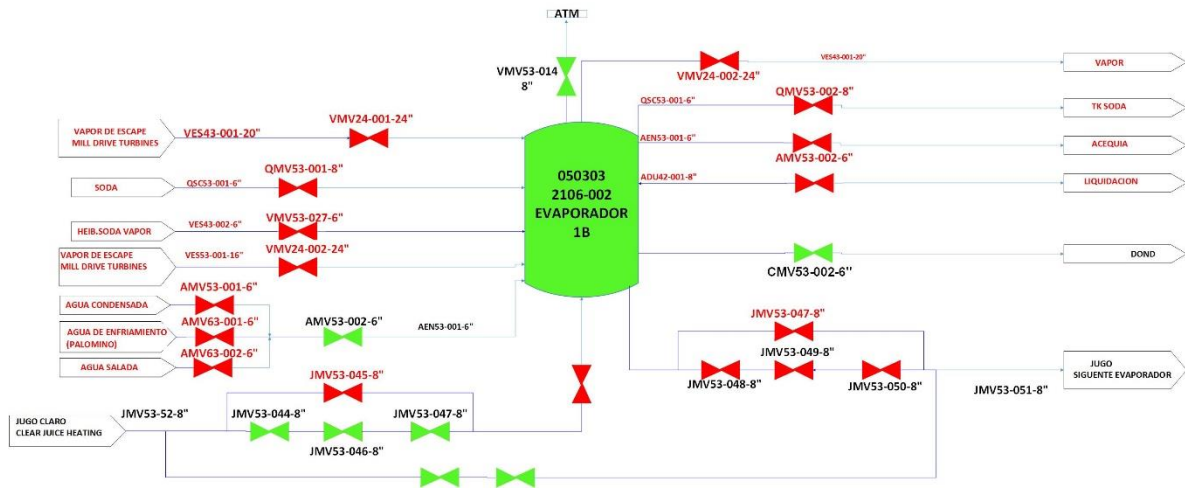 ATM
VMV53-014
8"
VMV24-002-24"
VES43-001-20"
VAPOR
QSC53-001-6"
QMV53-002-8"
TK SODA
VAPOR DE ESCAPE
MILL DRIVE TURBINES
VES43-001-20"
VMV24-001-24"
AEN53-001-6"
AMV53-002-6"
ACEQUIA
SODA
QSC53-001-6"
QMV53-001-8"
050303
2106-002
EVAPORADOR
1B
ADU42-001-8"
LIQUIDACION
HEIB.SODA VAPOR
VES43-002-6"
VMV53-027-6"
VAPOR DE ESCAPE
MILL DRIVE TURBINES
VES53-001-16"
VMV24-002-24"
CMV53-002-6"
DOND
AGUA CONDENSADA
AMV53-001-6"
AGUA DE ENFRIAMIENTO
(PALOMINO)
AMV63-001-6"
AMV53-002-6"
AEN53-001-6"
AGUA SALADA
AMV63-002-6"
JMV53-047-8"
JMV53-049-8"
JMV53-048-8"
JMV53-050-8"
JMV53-051-8"
JUGO
SIGUENTE EVAPORADOR
JMV53-045-8"
JUGO CLARO
CLEAR JUICE HEATING
JMV53-52-8"
JMV53-044-8"
JMV53-047-8"
JMV53-046-8"